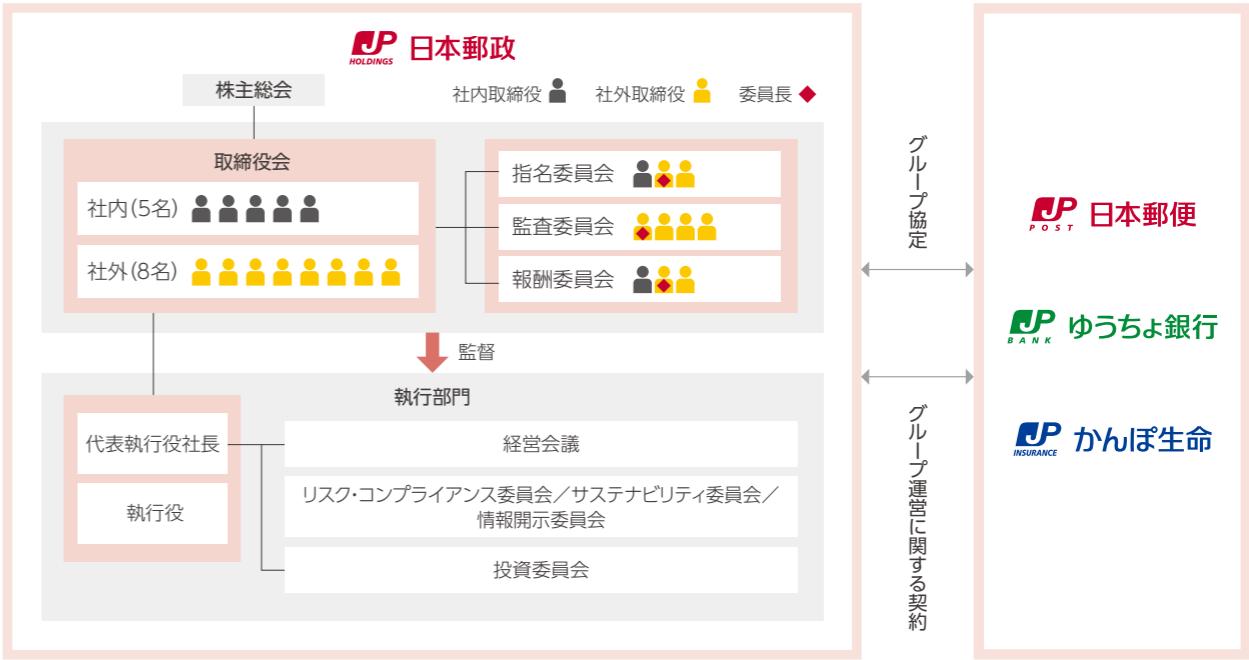 JP
HOLDINGS
日本郵政
株主総会
社内取締役
社外取締役
委員長
取締役会
社内(5名)
社外(8名)
指名委員会
監査委員会
報酬委員会
監督
執行部門
代表執行役社長
執行役
経営会議
リスク・コンプライアンス委員会／サステナビリティ委員会／
情報開示委員会
投資委員会
グループ協定
グループ運営に関する契約
JP
POST
日本郵便
JP
BANK
ゆうちょ銀行
JP
INSURANCE
かんぽ生命